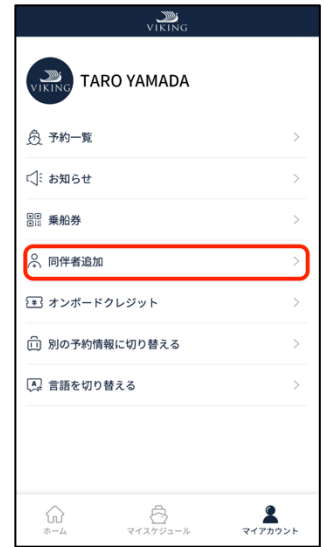 VIKING
VIKING
TARO YAMADA
予約一覧
お知らせ
乗船券
同伴者追加
オンボードクレジット
別の予約情報に切り替える
言語を切り替える
ホーム
マイスケジュール
マイアカウント